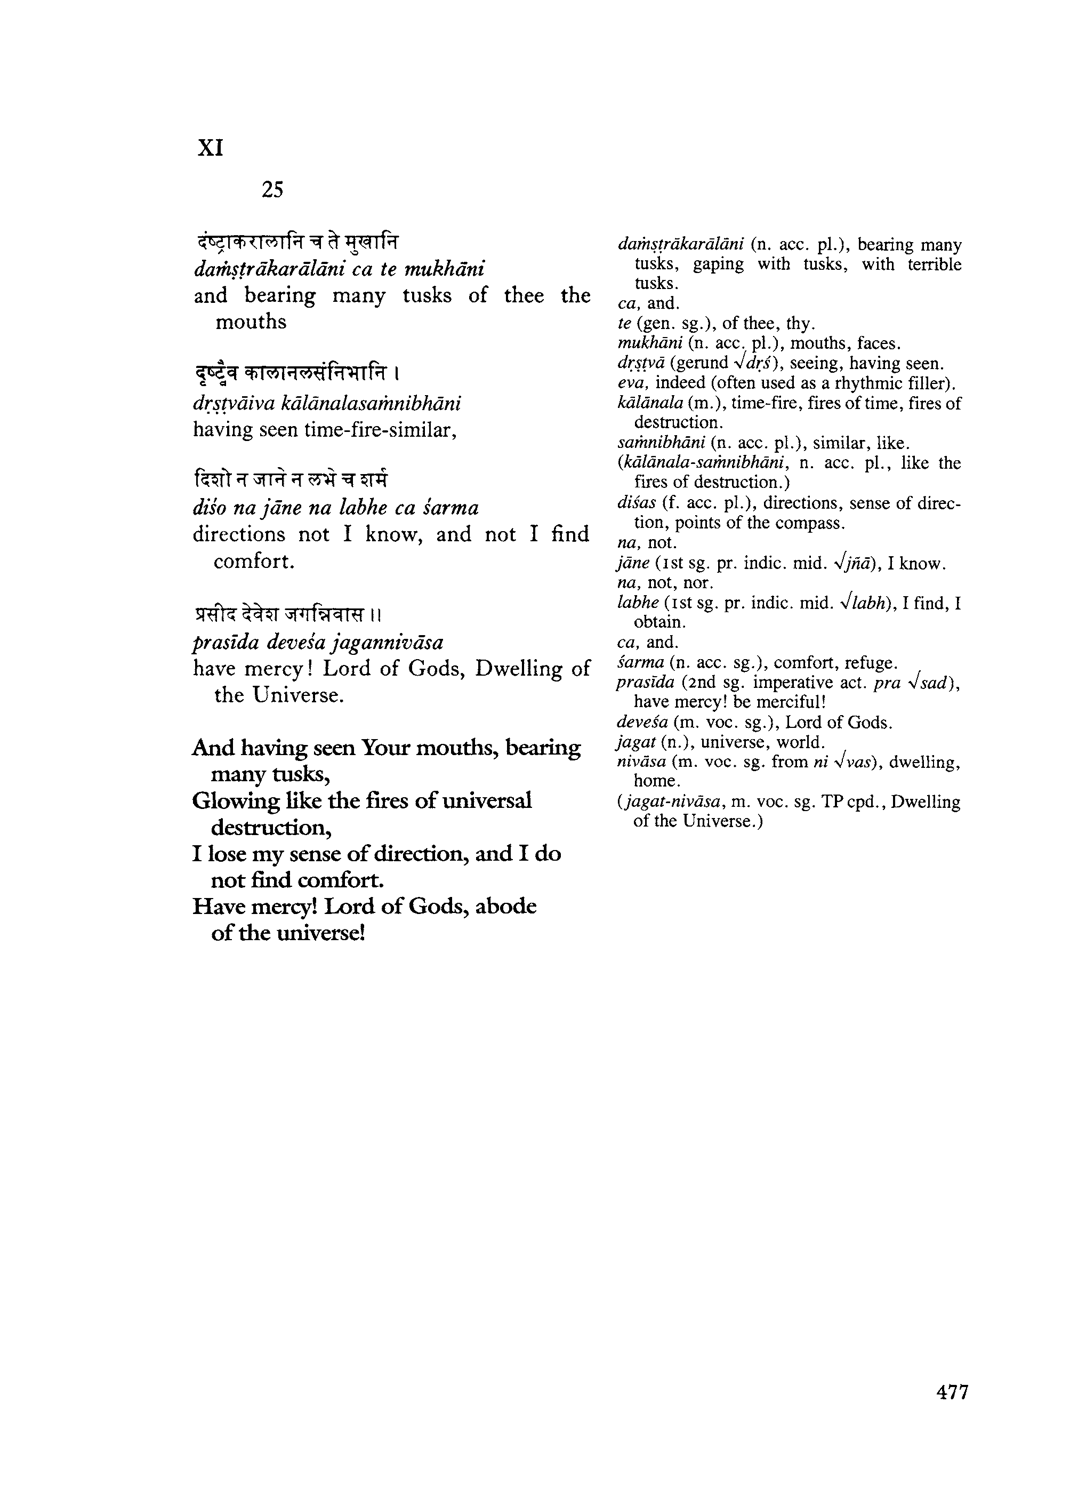 XI
25
दंष्ट्राकरालानि च ते मुखानि
daṁṣṭrākarālāni ca te mukhāni
and bearing many tusks of thee the
mouths
दृष्ट्वैव कालानलसंनिभानि ।
dṛṣṭvāiva kālānalasaṁnibhāni
having seen time-fire-similar,
दिशो न जाने न लभे च शर्म
diśo na jāne na labhe ca śarma
directions not I know, and not I find
comfort.
प्रसीद देवेश जगन्निवास ॥
prasīda deveśa jagannivāsa
have mercy! Lord of Gods, Dwelling of
the Universe.
And having seen Your mouths, bearing
many tusks,
Glowing like the fires of universal
destruction,
I lose my sense of direction, and I do
not find comfort.
Have mercy! Lord of Gods, abode
of the universe!
daṁṣṭrākarālāni (n. acc. pl.), bearing many
tusks, gaping with tusks, with terrible
tusks.
ca, and.
te (gen. sg.), of thee, thy.
mukhāni (n. acc. pl.), mouths, faces.
dṛṣṭvā (gerund √dṛś), seeing, having seen.
eva, indeed (often used as a rhythmic filler).
kālānala (m.), time-fire, fires of time, fires of
destruction.
saṁnibhāni (n. acc. pl.), similar, like.
(kālānala-saṁnibhāni, n. acc. pl., like the
fires of destruction.)
diśas (f. acc. pl.), directions, sense of direc-
tion, points of the compass.
na, not.
jāne (1st sg. pr. indic. mid. √jñā), I know.
na, not, nor.
labhe (1st sg. pr. indic. mid. √labh), I find, I
obtain.
ca, and.
śarma (n. acc. sg.), comfort, refuge.
prasīda (2nd sg. imperative act. pra √sad),
have mercy! be merciful!
deveśa (m. voc. sg.), Lord of Gods.
jagat (n.), universe, world.
nivāsa (m. voc. sg. from ni √vas), dwelling,
home.
(jagat-nivāsa, m. voc. sg. TP cpd., Dwelling
of the Universe.)
477